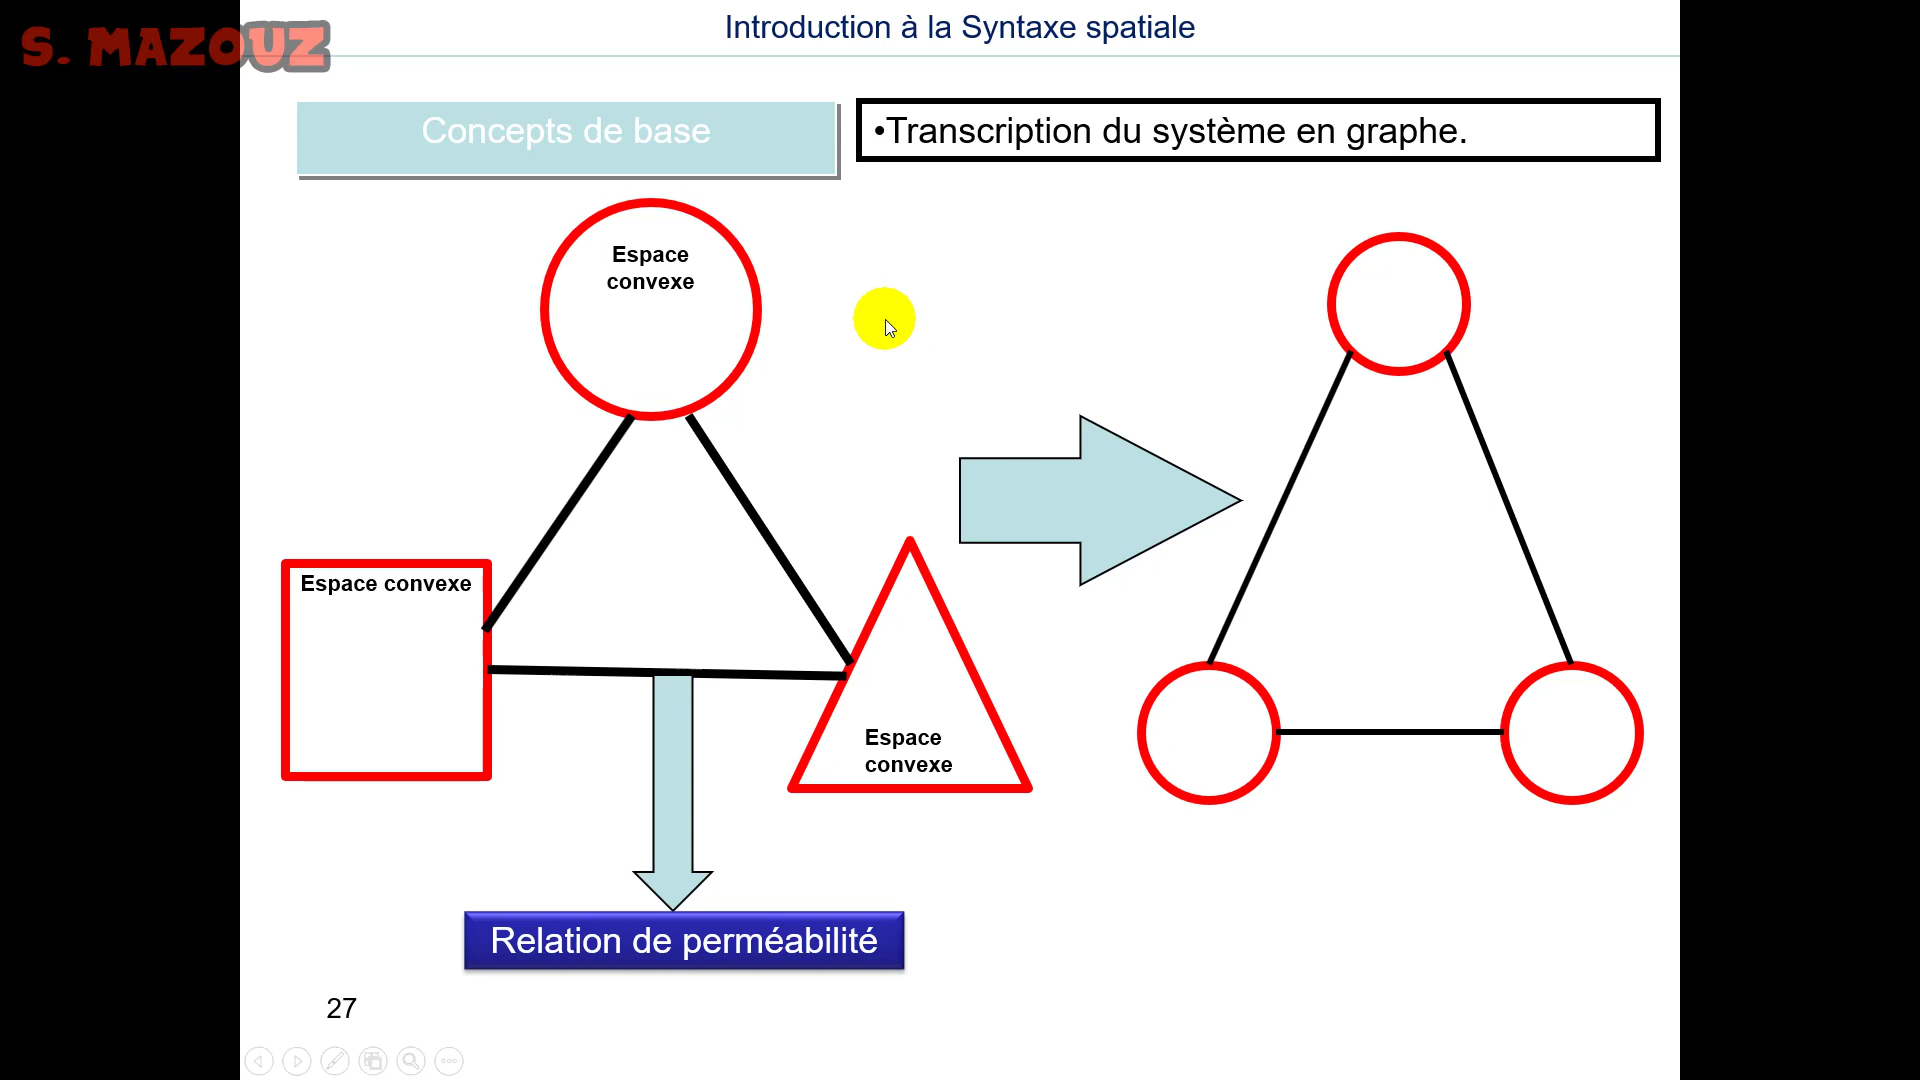 S. MAZOUZ
Introduction à la Syntaxe spatiale
Concepts de base
•Transcription du système en graphe.
Espace
convexe
Espace convexe
Espace
convexe
Relation de perméabilité
27